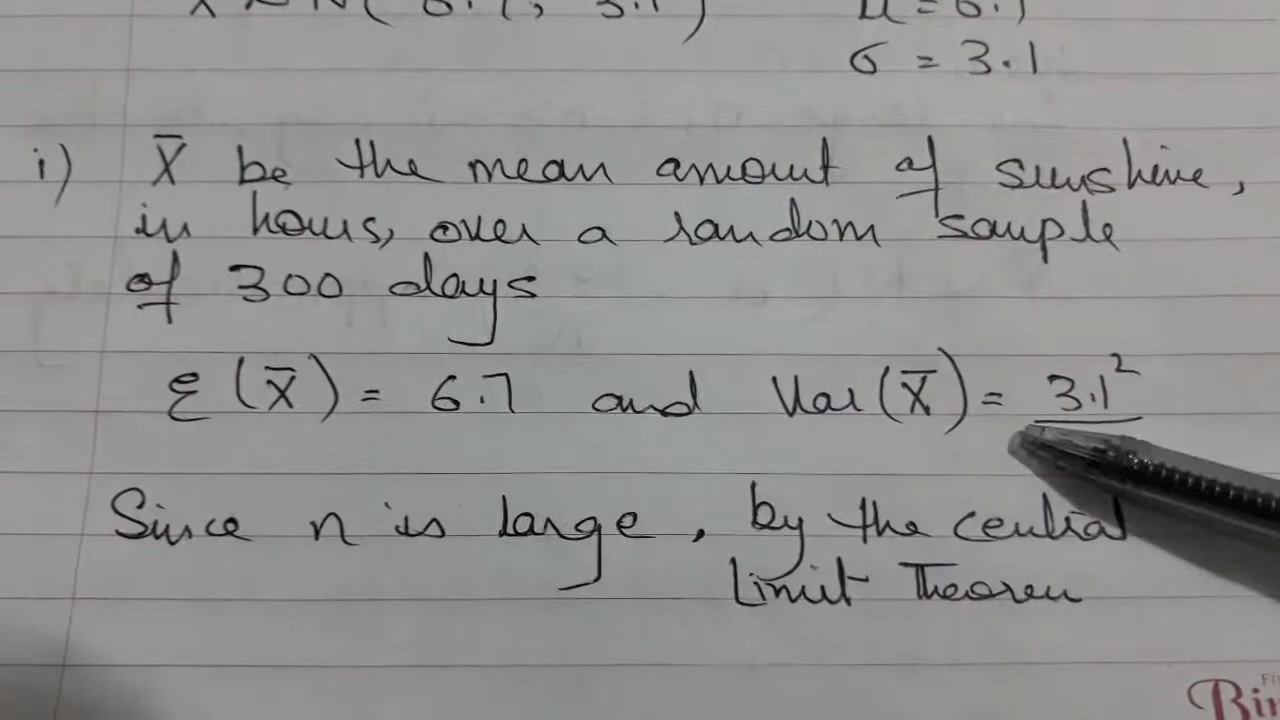 σ = 3.1
i) X̄ be the mean amount of sunshine,
in hours, over a random sample
of 300 days
E(X̄) = 6.7 and Var(X̄) = 3.1²
Since n is large, by the central
Limit Theorem